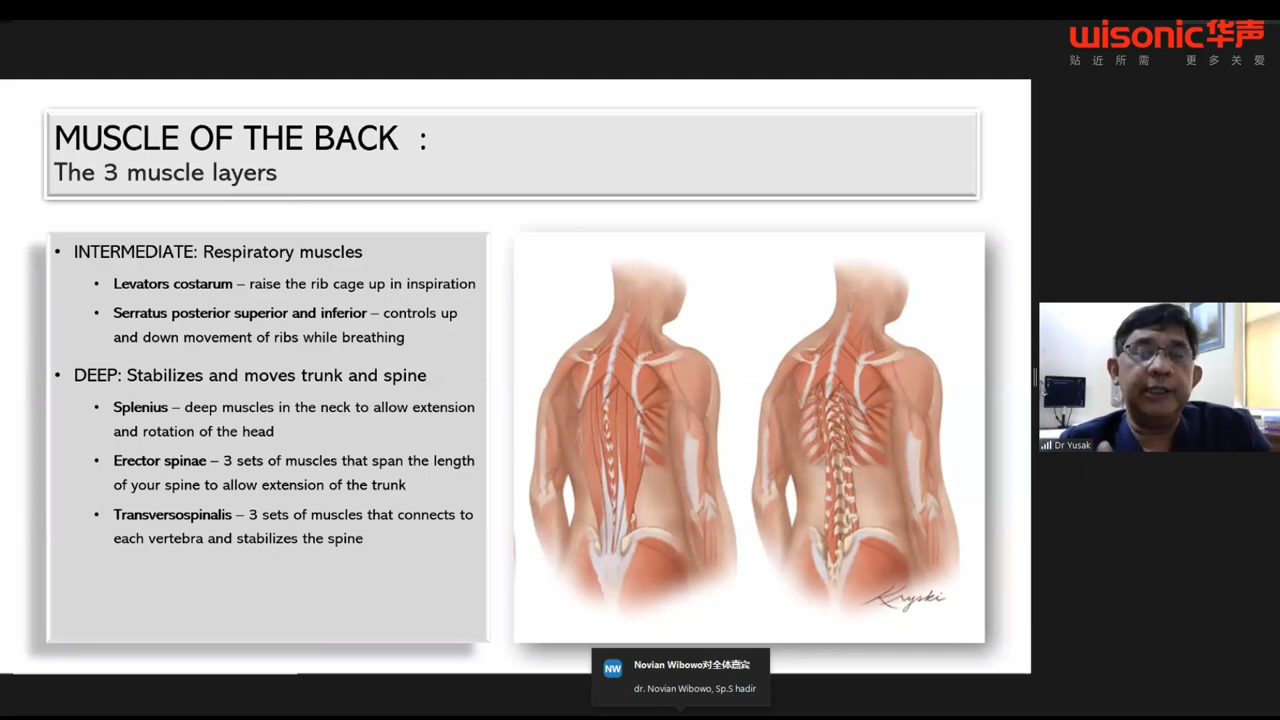 wisonic华声
贴近所需 更多关爱
MUSCLE OF THE BACK :
The 3 muscle layers
• INTERMEDIATE: Respiratory muscles
• Levators costarum – raise the rib cage up in inspiration
• Serratus posterior superior and inferior – controls up
and down movement of ribs while breathing
• DEEP: Stabilizes and moves trunk and spine
• Splenius – deep muscles in the neck to allow extension
and rotation of the head
• Erector spinae – 3 sets of muscles that span the length
of your spine to allow extension of the trunk
• Transversospinalis – 3 sets of muscles that connects to
each vertebra and stabilizes the spine
Kryski
Dr Yusak
NW
Novian Wibowo对全体嘉宾
dr. Novian Wibowo, Sp.S hadir